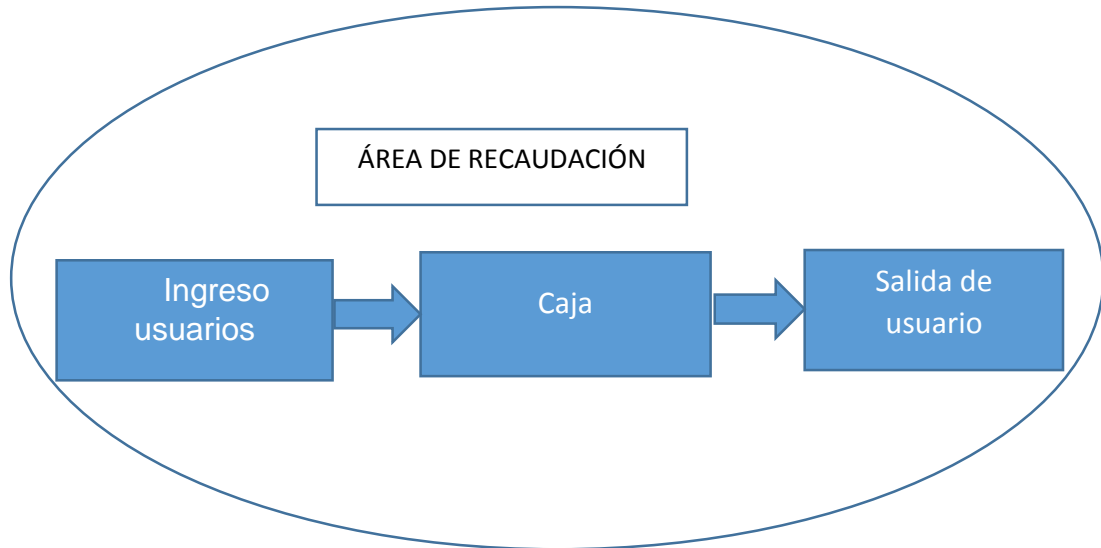 ÁREA DE RECAUDACIÓN
Ingreso
usuarios
Caja
Salida de
usuario